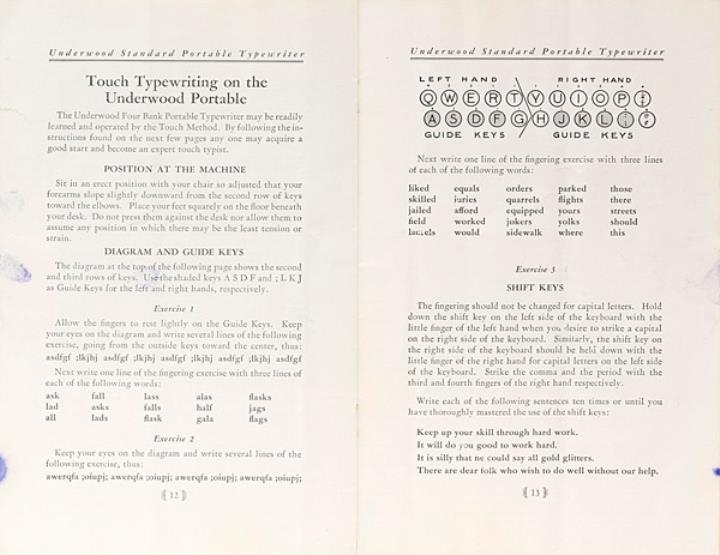 Underwood Standard Portable Typewriter
Touch Typewriting on the
Underwood Portable
The Underwood Four Bank Portable Typewriter may be readily
learned and operated by the Touch Method. By following the in-
structions found on the next few pages any one may acquire a
good start and become an expert touch typist.
POSITION AT THE MACHINE
Sit in an erect position with your chair so adjusted that your
forearms slope slightly downward from the second row of keys
toward the elbows. Place your feet squarely on the floor beneath
your desk. Do not press them against the desk nor allow them to
assume any position in which there may be the least tension or
strain.
DIAGRAM AND GUIDE KEYS
The diagram at the top of the following page shows the second
and third rows of keys. Use the shaded keys A S D F and ; L K J
as Guide Keys for the left and right hands, respectively.
Exercise 1
Allow the fingers to rest lightly on the Guide Keys. Keep
your eyes on the diagram and write several lines of the following
exercise, going from the outside keys toward the center, thus:
asdfgf ;lkjhj asdfgf ;lkjhj asdfgf ;lkjhj asdfgf ;lkjhj asdfgf
Next write one line of the fingering exercise with three lines of
each of the following words:
ask fall lass alas flasks
lad asks falls half jags
all lads flask gala flags
Exercise 2
Keep your eyes on the diagram and write several lines of the
following exercise, thus:
awerqfa ;oiupj; awerqfa ;oiupj; awerqfa ;oiupj; awerqfa ;oiupj;
⟪ 12 ⟫
Underwood Standard Portable Typewriter
LEFT HAND RIGHT HAND
Q W E R T Y U I O P
A S D F G H J K L ;
GUIDE KEYS GUIDE KEYS
Next write one line of the fingering exercise with three lines
of each of the following words:
liked equals orders parked those
skilled juries quarrels flights there
jailed afford equipped yours streets
field worked jokers yolks should
laurels would sidewalk where this
Exercise 3
SHIFT KEYS
The fingering should not be changed for capital letters. Hold
down the shift key on the left side of the keyboard with the
little finger of the left hand when you desire to strike a capital
on the right side of the keyboard. Similarly, the shift key on
the right side of the keyboard should be held down with the
little finger of the right hand for capital letters on the left side
of the keyboard. Strike the comma and the period with the
third and fourth fingers of the right hand respectively.
Write each of the following sentences ten times or until you
have thoroughly mastered the use of the shift keys:
Keep up your skill through hard work.
It will do you good to work hard.
It is silly that he could say all gold glitters.
There are dear folk who wish to do well without our help.
⟪ 13 ⟫